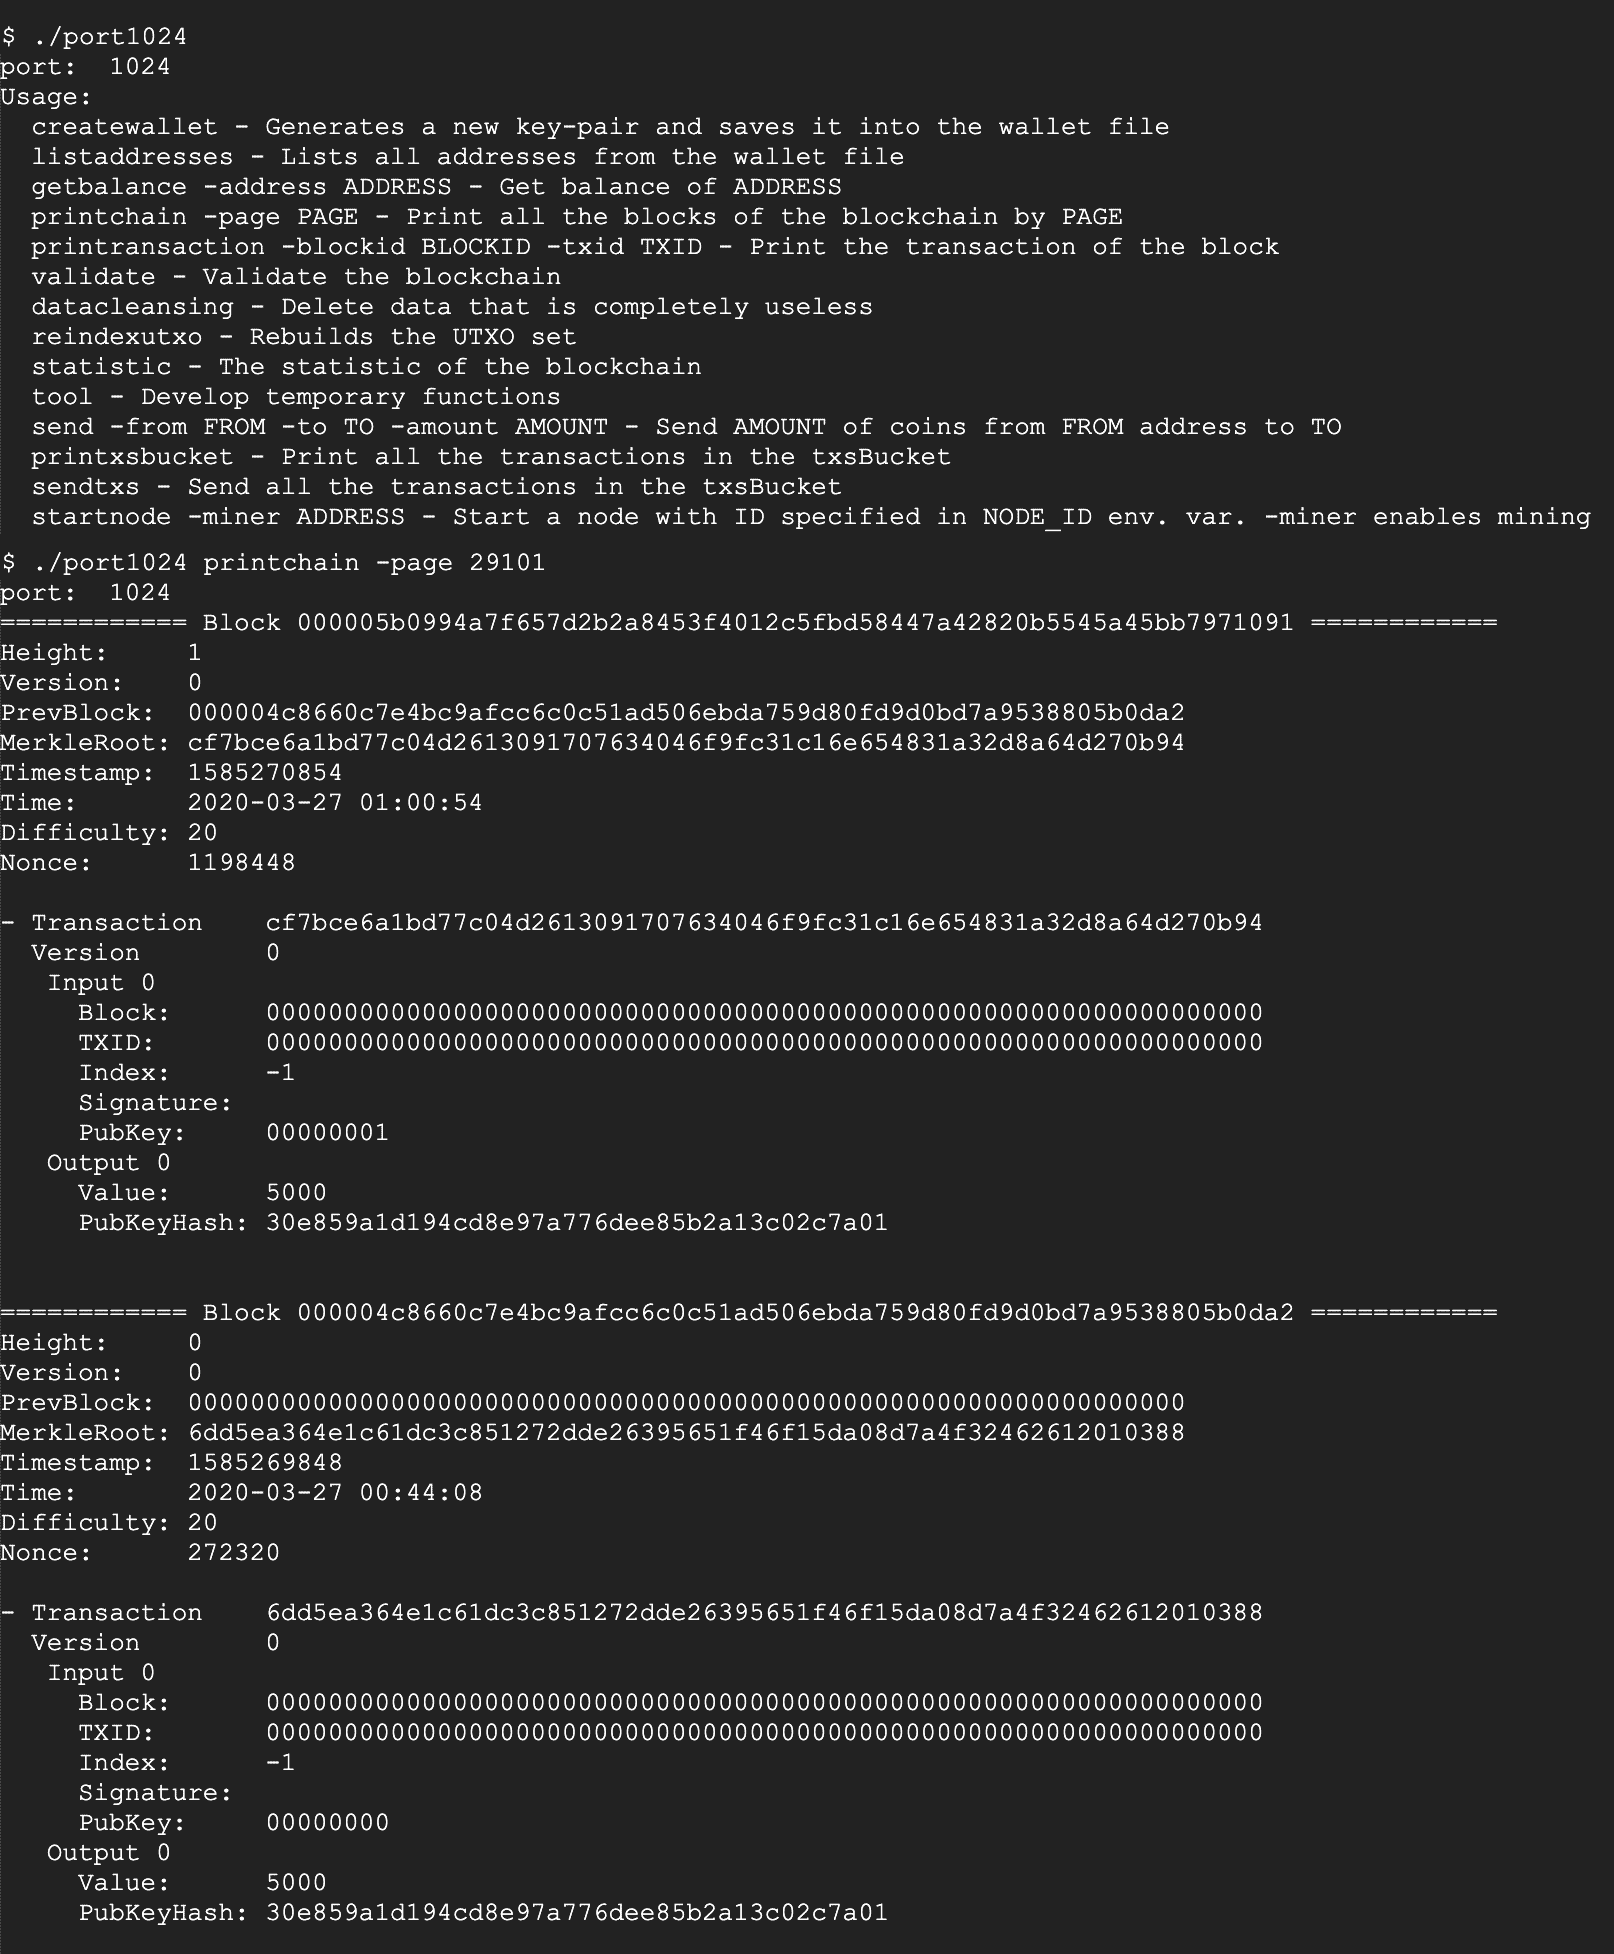 $ ./port1024
port:  1024
Usage:
  createwallet - Generates a new key-pair and saves it into the wallet file
  listaddresses - Lists all addresses from the wallet file
  getbalance -address ADDRESS - Get balance of ADDRESS
  printchain -page PAGE - Print all the blocks of the blockchain by PAGE
  printransaction -blockid BLOCKID -txid TXID - Print the transaction of the block
  validate - Validate the blockchain
  datacleansing - Delete data that is completely useless
  reindexutxo - Rebuilds the UTXO set
  statistic - The statistic of the blockchain
  tool - Develop temporary functions
  send -from FROM -to TO -amount AMOUNT - Send AMOUNT of coins from FROM address to TO
  printxsbucket - Print all the transactions in the txsBucket
  sendtxs - Send all the transactions in the txsBucket
  startnode -miner ADDRESS - Start a node with ID specified in NODE_ID env. var. -miner enables mining
$ ./port1024 printchain -page 29101
port:  1024
============ Block 000005b0994a7f657d2b2a8453f4012c5fbd58447a42820b5545a45bb7971091 ============
Height:     1
Version:    0
PrevBlock:  000004c8660c7e4bc9afcc6c0c51ad506ebda759d80fd9d0bd7a9538805b0da2
MerkleRoot: cf7bce6a1bd77c04d2613091707634046f9fc31c16e654831a32d8a64d270b94
Timestamp:  1585270854
Time:       2020-03-27 01:00:54
Difficulty: 20
Nonce:      1198448
- Transaction    cf7bce6a1bd77c04d2613091707634046f9fc31c16e654831a32d8a64d270b94
  Version        0
   Input 0
     Block:      0000000000000000000000000000000000000000000000000000000000000000
     TXID:       0000000000000000000000000000000000000000000000000000000000000000
     Index:      -1
     Signature:
     PubKey:     00000001
   Output 0
     Value:      5000
     PubKeyHash: 30e859a1d194cd8e97a776dee85b2a13c02c7a01
============ Block 000004c8660c7e4bc9afcc6c0c51ad506ebda759d80fd9d0bd7a9538805b0da2 ============
Height:     0
Version:    0
PrevBlock:  0000000000000000000000000000000000000000000000000000000000000000
MerkleRoot: 6dd5ea364e1c61dc3c851272dde26395651f46f15da08d7a4f32462612010388
Timestamp:  1585269848
Time:       2020-03-27 00:44:08
Difficulty: 20
Nonce:      272320
- Transaction    6dd5ea364e1c61dc3c851272dde26395651f46f15da08d7a4f32462612010388
  Version        0
   Input 0
     Block:      0000000000000000000000000000000000000000000000000000000000000000
     TXID:       0000000000000000000000000000000000000000000000000000000000000000
     Index:      -1
     Signature:
     PubKey:     00000000
   Output 0
     Value:      5000
     PubKeyHash: 30e859a1d194cd8e97a776dee85b2a13c02c7a01